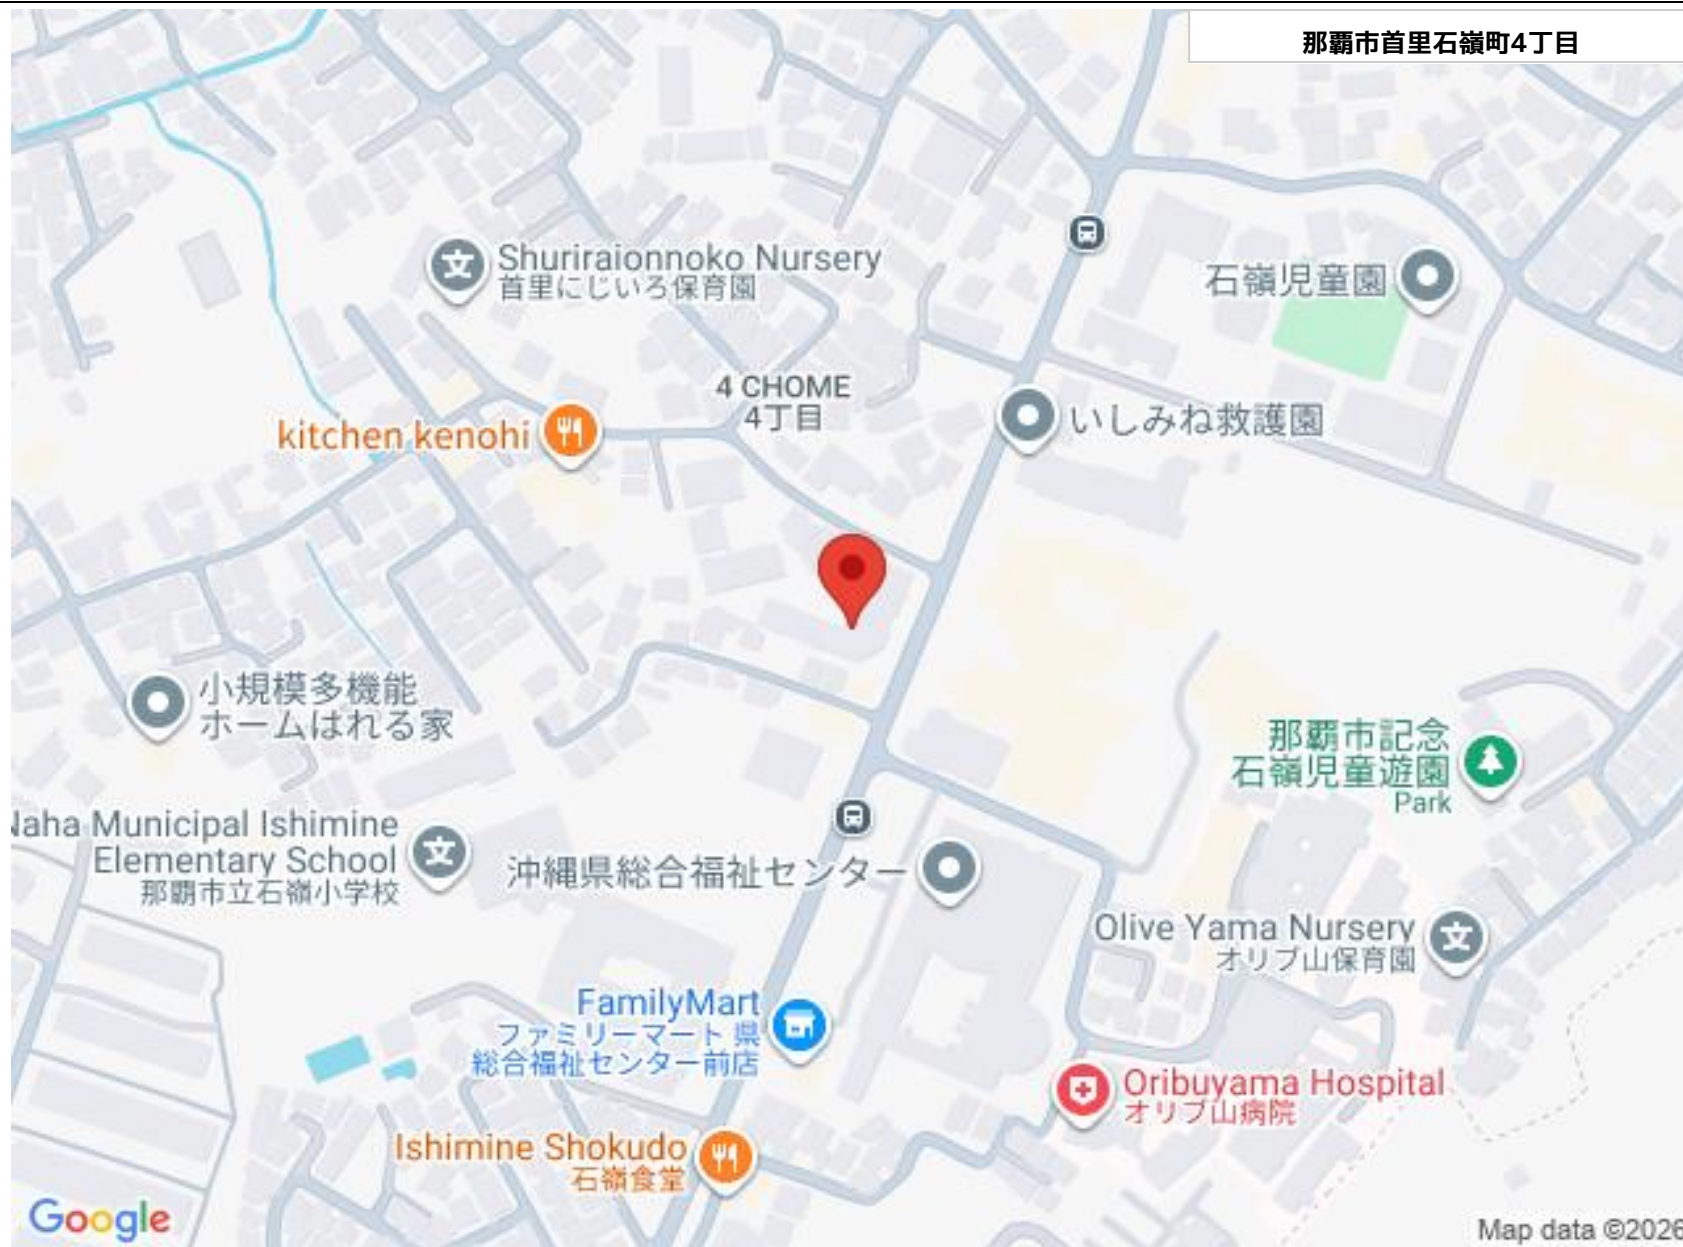 那覇市首里石嶺町4丁目
Shuriraionnoko Nursery
首里にじいろ保育園
石嶺児童園
4 CHOME
4丁目
いしみね救護園
kitchen kenohi
小規模多機能
ホームはれる家
那覇市記念
石嶺児童遊園
Park
Naha Municipal Ishimine
Elementary School
那覇市立石嶺小学校
沖縄県総合福祉センター
Olive Yama Nursery
オリブ山保育園
FamilyMart
ファミリーマート 県
総合福祉センター前店
Oribuyama Hospital
オリブ山病院
Ishimine Shokudo
石嶺食堂
Google
Map data ©2026